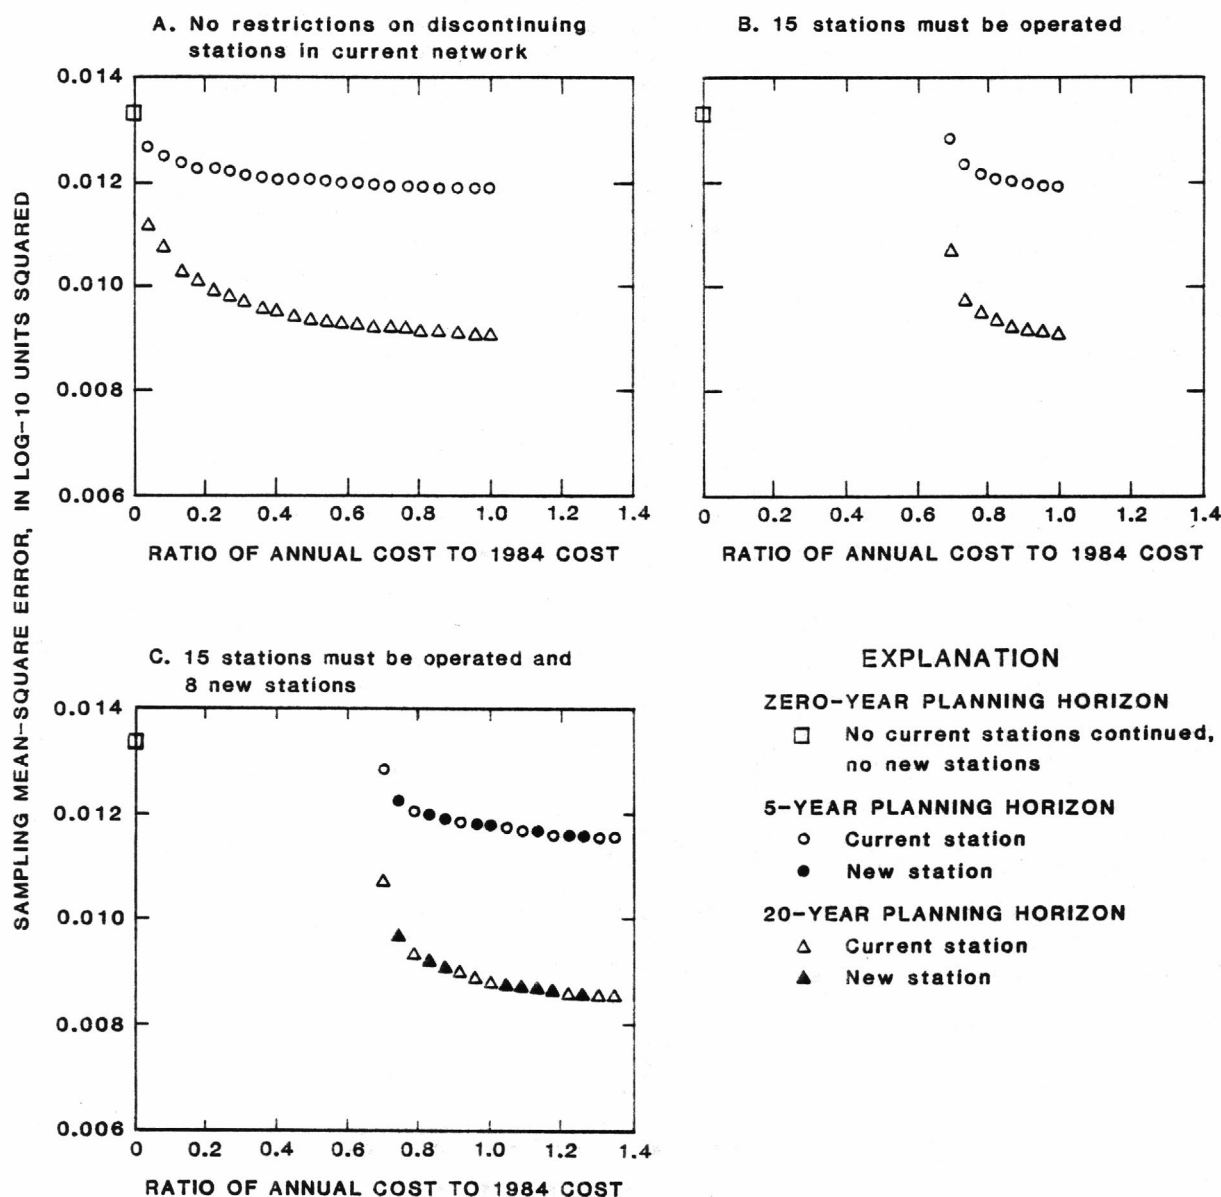 A. No restrictions on discontinuing
stations in current network
B. 15 stations must be operated
SAMPLING MEAN-SQUARE ERROR, IN LOG-10 UNITS SQUARED
0.014
0.012
0.010
0.008
0.006
0 0.2 0.4 0.6 0.8 1.0 1.2 1.4
RATIO OF ANNUAL COST TO 1984 COST
0 0.2 0.4 0.6 0.8 1.0 1.2 1.4
RATIO OF ANNUAL COST TO 1984 COST
C. 15 stations must be operated and
8 new stations
0.014
0.012
0.010
0.008
0.006
0 0.2 0.4 0.6 0.8 1.0 1.2 1.4
RATIO OF ANNUAL COST TO 1984 COST
EXPLANATION
ZERO-YEAR PLANNING HORIZON
No current stations continued,
no new stations
5-YEAR PLANNING HORIZON
Current station
New station
20-YEAR PLANNING HORIZON
Current station
New station